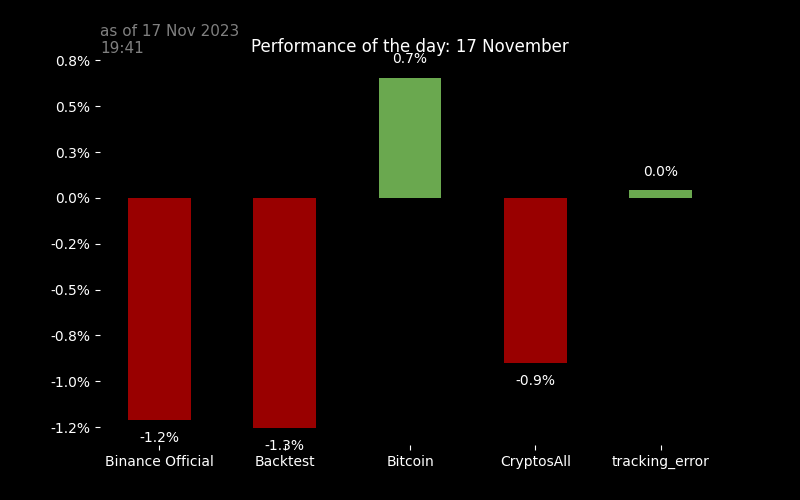 as of 17 Nov 2023
19:41
Performance of the day: 17 November
0.8%
0.5%
0.3%
0.0%
-0.2%
-0.5%
-0.8%
-1.0%
-1.2%
0.7%
0.0%
-0.9%
-1.2%
-1.3%
Binance Official
Backtest
Bitcoin
CryptosAll
tracking_error